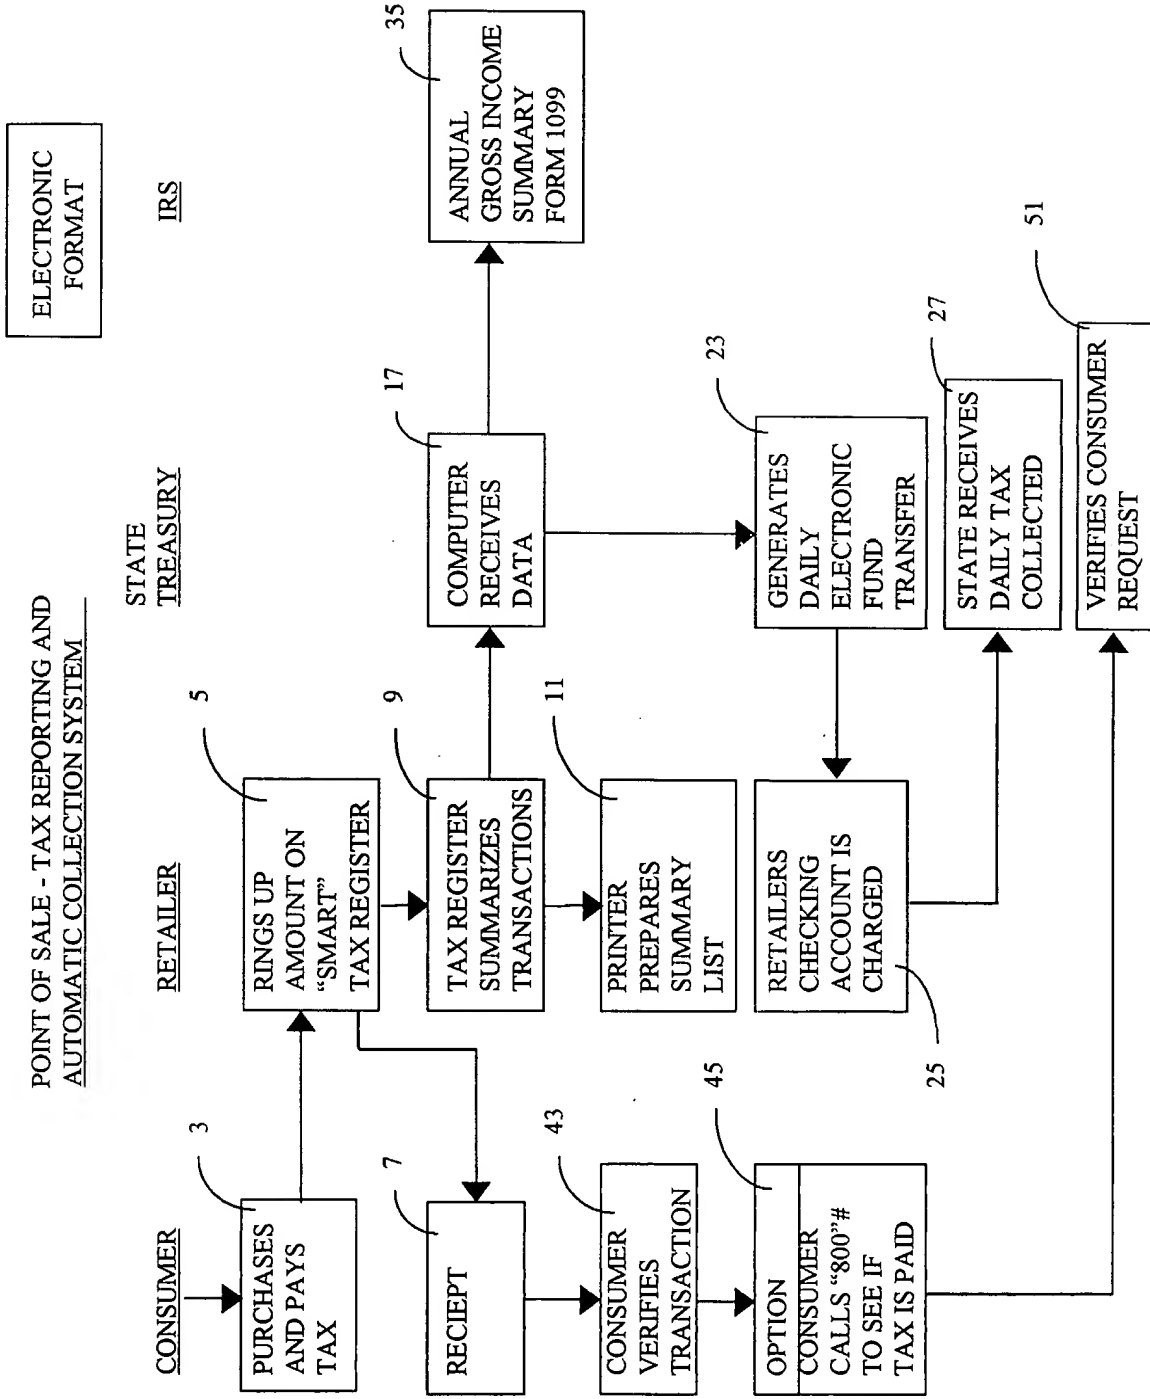 POINT OF SALE - TAX REPORTING AND
AUTOMATIC COLLECTION SYSTEM
ELECTRONIC
FORMAT
CONSUMER
RETAILER
STATE
TREASURY
IRS
3
PURCHASES
AND PAYS
TAX
5
RINGS UP
AMOUNT ON
“SMART”
TAX REGISTER
7
RECIEPT
9
TAX REGISTER
SUMMARIZES
TRANSACTIONS
17
COMPUTER
RECEIVES
DATA
35
ANNUAL
GROSS INCOME
SUMMARY
FORM 1099
43
CONSUMER
VERIFIES
TRANSACTION
11
PRINTER
PREPARES
SUMMARY
LIST
45
OPTION
CONSUMER
CALLS “800”#
TO SEE IF
TAX IS PAID
RETAILERS
CHECKING
ACCOUNT IS
CHARGED
25
23
GENERATES
DAILY
ELECTRONIC
FUND
TRANSFER
27
STATE RECEIVES
DAILY TAX
COLLECTED
51
VERIFIES CONSUMER
REQUEST